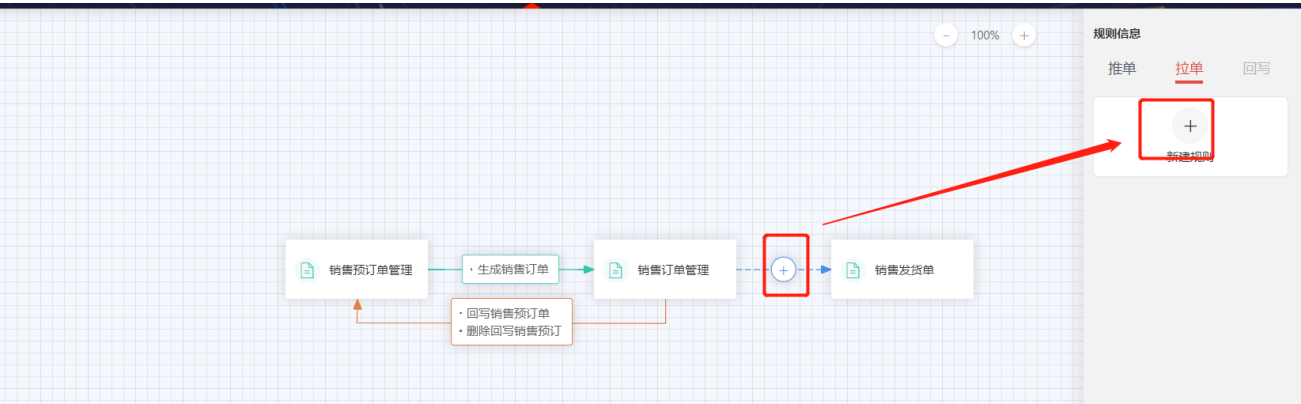 - 100% +
规则信息
推单 拉单 回写
+
新建规则
销售预订单管理
· 生成销售订单
销售订单管理
+
销售发货单
· 回写销售预订单
· 删除回写销售预订